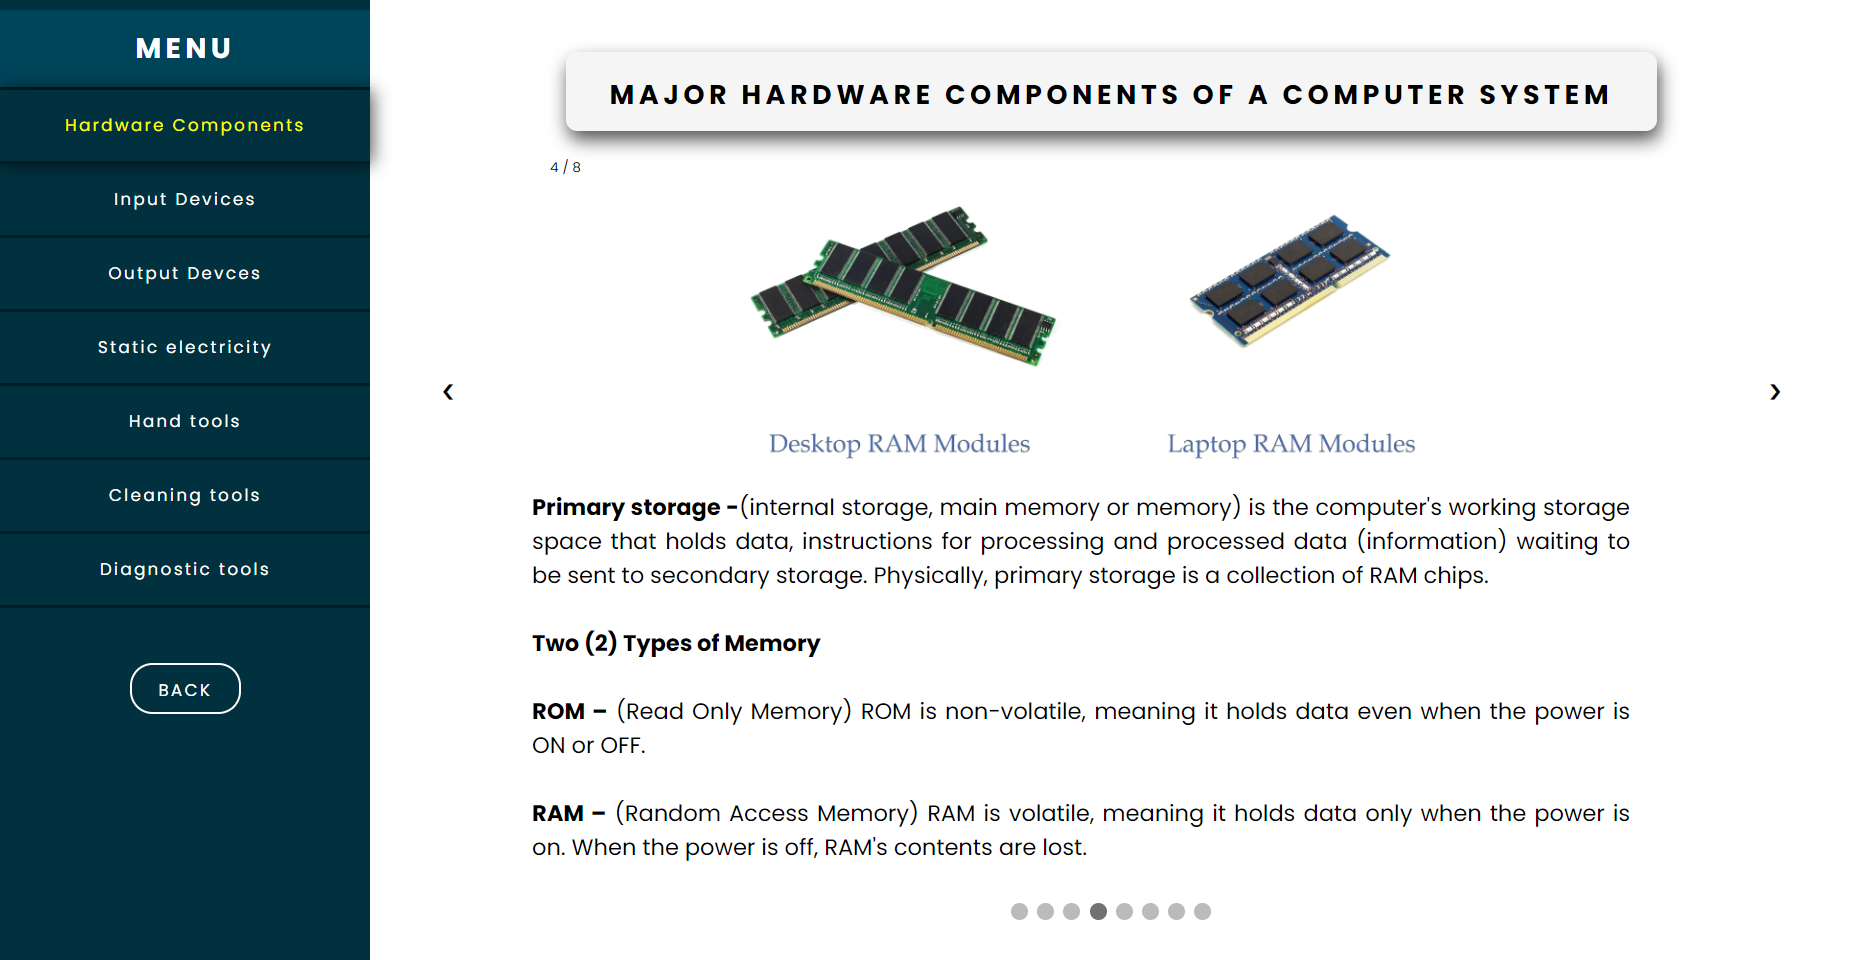 MENU
Hardware Components
Input Devices
Output Devces
Static electricity
Hand tools
Cleaning tools
Diagnostic tools
BACK
MAJOR HARDWARE COMPONENTS OF A COMPUTER SYSTEM
4 / 8
❮
❯
Desktop RAM Modules
Laptop RAM Modules
Primary storage -(internal storage, main memory or memory) is the computer's working storage
space that holds data, instructions for processing and processed data (information) waiting to
be sent to secondary storage. Physically, primary storage is a collection of RAM chips.
Two (2) Types of Memory
ROM – (Read Only Memory) ROM is non-volatile, meaning it holds data even when the power is
ON or OFF.
RAM – (Random Access Memory) RAM is volatile, meaning it holds data only when the power is
on. When the power is off, RAM's contents are lost.